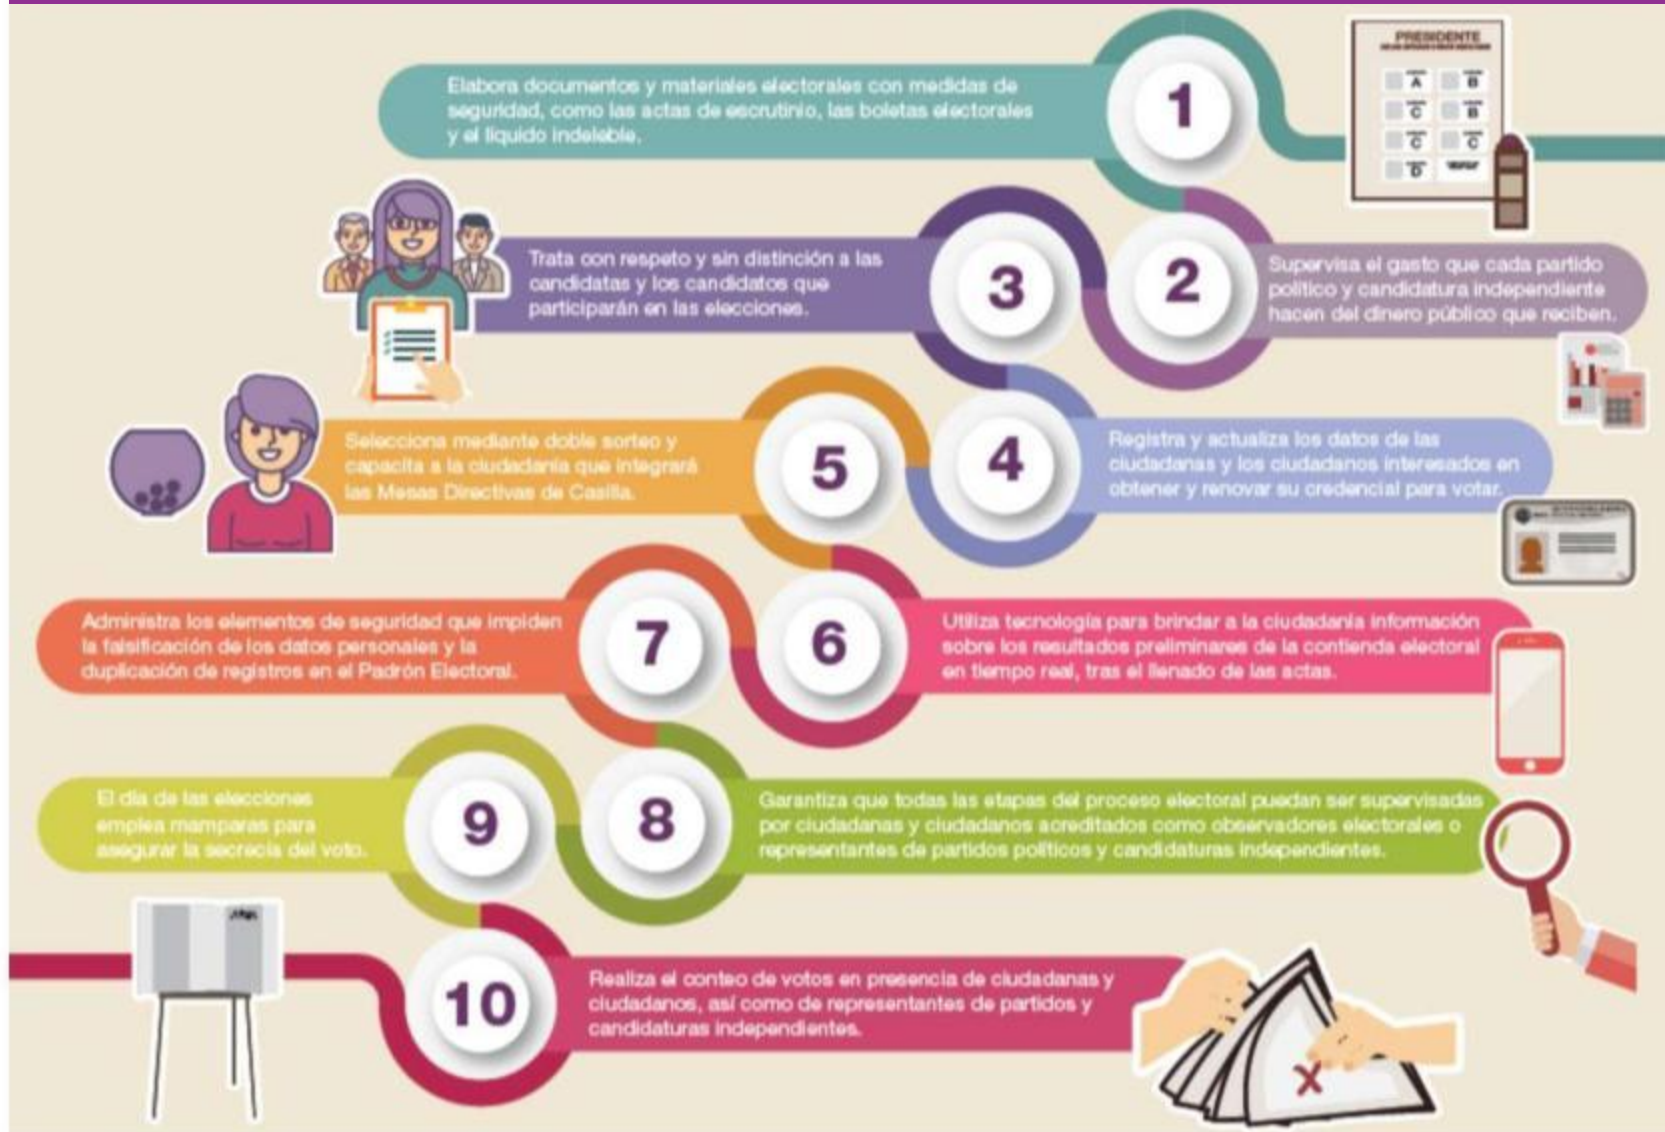 PRESIDENTE
A
B
C
B
C
C
D
1
Elabora documentos y materiales electorales con medidas de
seguridad, como las actas de escrutinio, las boletas electorales
y el líquido indeleble.
2
Supervisa el gasto que cada partido
político y candidatura independiente
hacen del dinero público que reciben.
3
Trata con respeto y sin distinción a las
candidatas y los candidatos que
participarán en las elecciones.
4
Registra y actualiza los datos de las
ciudadanas y los ciudadanos interesados en
obtener y renovar su credencial para votar.
5
Selecciona mediante doble sorteo y
capacita a la ciudadanía que integrará
las Mesas Directivas de Casilla.
6
Utiliza tecnología para brindar a la ciudadanía información
sobre los resultados preliminares de la contienda electoral
en tiempo real, tras el llenado de las actas.
7
Administra los elementos de seguridad que impiden
la falsificación de los datos personales y la
duplicación de registros en el Padrón Electoral.
8
Garantiza que todas las etapas del proceso electoral puedan ser supervisadas
por ciudadanas y ciudadanos acreditados como observadores electorales o
representantes de partidos políticos y candidaturas independientes.
9
El día de las elecciones
emplea mamparas para
asegurar la secrecía del voto.
10
Realiza el conteo de votos en presencia de ciudadanas y
ciudadanos, así como de representantes de partidos y
candidaturas independientes.
X